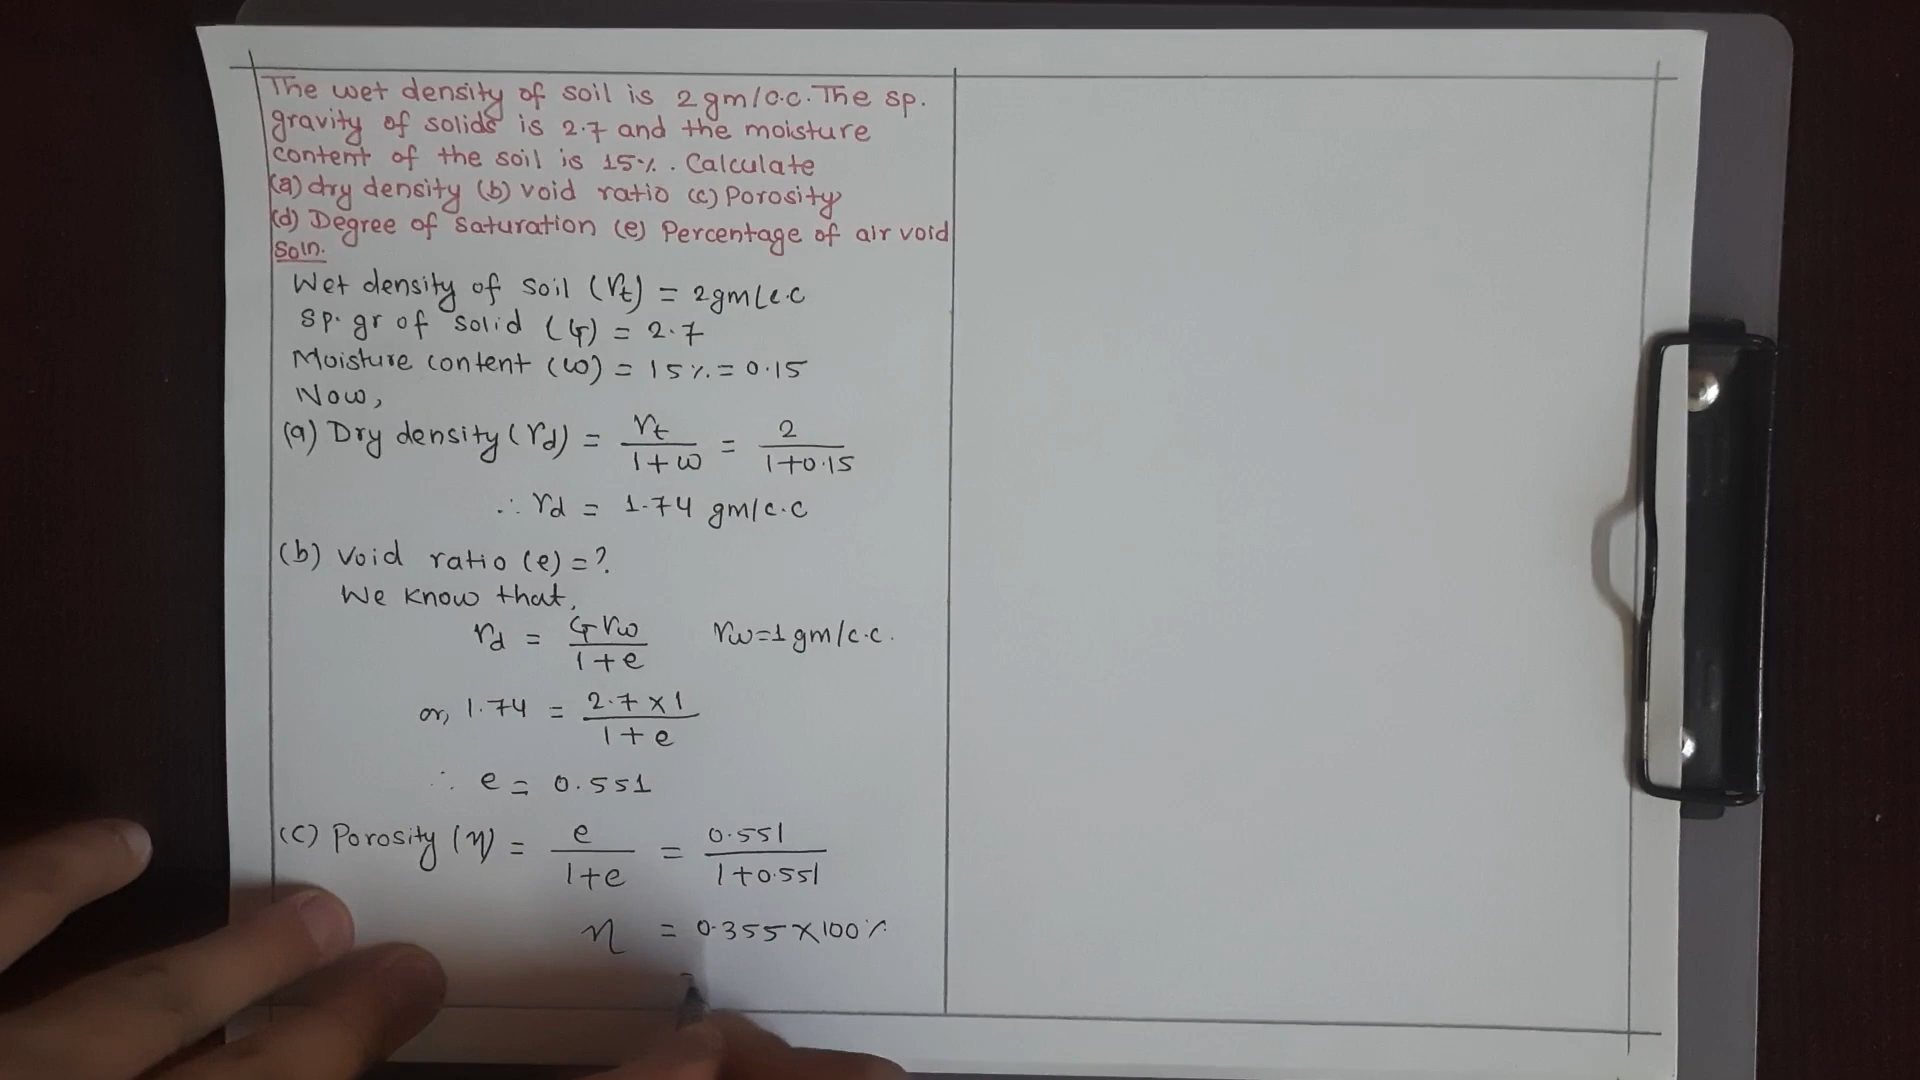 The wet density of soil is 2gm/c.c. The sp.
gravity of solids is 2.7 and the moisture
content of the soil is 15%. Calculate
(a) dry density (b) void ratio (c) Porosity
(d) Degree of Saturation (e) Percentage of air void
Soln.
Wet density of soil (γt) = 2gm/c.c
Sp. gr of solid (G) = 2.7
Moisture content (ω) = 15% = 0.15
Now,
(a) Dry density (γd) = γt / 1+ω = 2 / 1+0.15
∴ γd = 1.74 gm/c.c
(b) Void ratio (e) = ?
We know that,
γd = Gγω / 1+e γω=1gm/c.c.
or, 1.74 = 2.7×1 / 1+e
∴ e = 0.551
(c) Porosity (η) = e / 1+e = 0.551 / 1+0.551
η = 0.355×100%
=